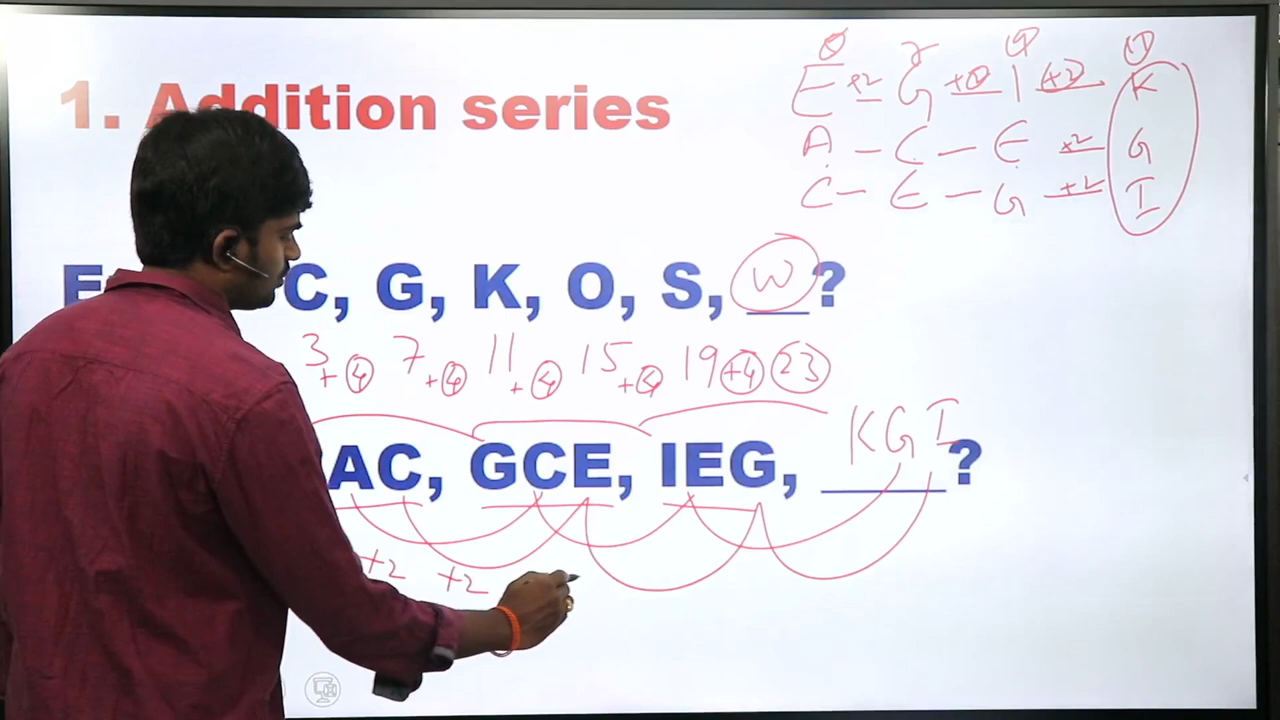 1. Addition series
E +2 G +2 I +2 K
A - C - E +2 G
C - E - G +2 I
C, G, K, O, S, W ?
3 +4 7 +4 11 +4 15 +4 19 +4 23
AC, GCE, IEG, KGI ?
+2 +2